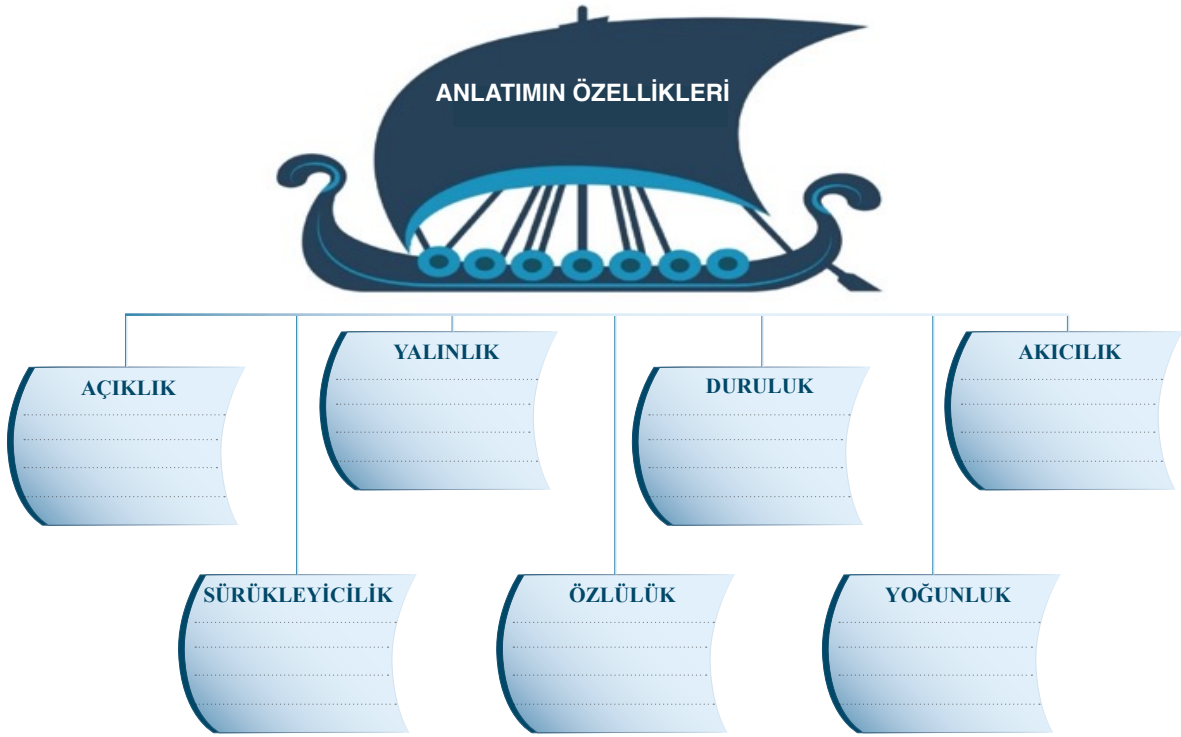 ANLATIMIN ÖZELLİKLERİ
AÇIKLIK
YALINLIK
DURULUK
AKICILIK
SÜRÜKLEYİCİLİK
ÖZLÜLÜK
YOĞUNLUK